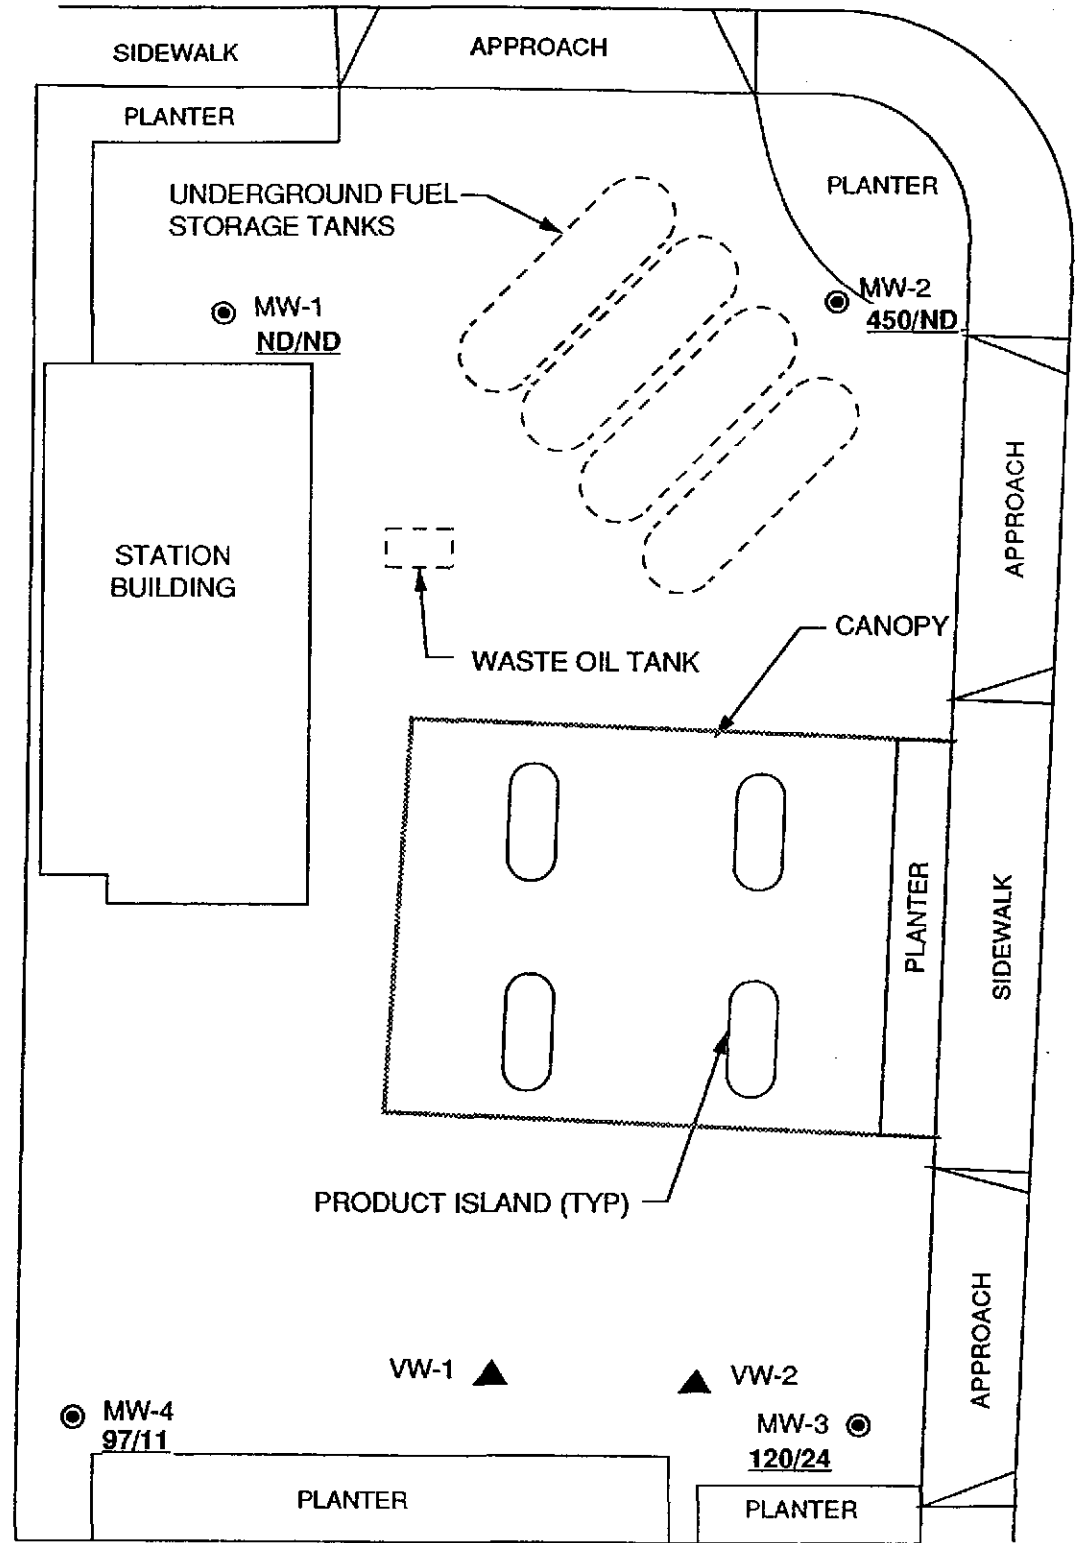 SIDEWALK
APPROACH
PLANTER
PLANTER
UNDERGROUND FUEL
STORAGE TANKS
MW-1
ND/ND
MW-2
450/ND
APPROACH
STATION
BUILDING
CANOPY
WASTE OIL TANK
PLANTER
SIDEWALK
PRODUCT ISLAND (TYP)
APPROACH
VW-1
VW-2
MW-4
97/11
MW-3
120/24
PLANTER
PLANTER